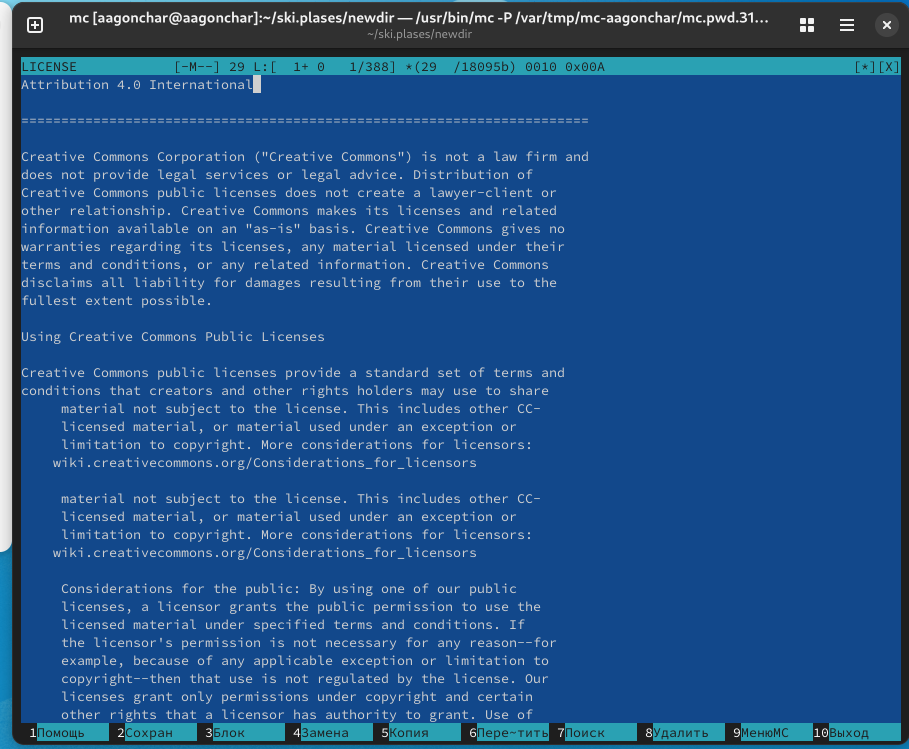 mc [aagonchar@aagonchar]:~/ski.plases/newdir — /usr/bin/mc -P /var/tmp/mc-aagonchar/mc.pwd.31…
~/ski.plases/newdir
LICENSE [-M--] 29 L:[ 1+ 0 1/388] *(29 /18095b) 0010 0x00A [*][X]
Attribution 4.0 International
=======================================================================
Creative Commons Corporation ("Creative Commons") is not a law firm and
does not provide legal services or legal advice. Distribution of
Creative Commons public licenses does not create a lawyer-client or
other relationship. Creative Commons makes its licenses and related
information available on an "as-is" basis. Creative Commons gives no
warranties regarding its licenses, any material licensed under their
terms and conditions, or any related information. Creative Commons
disclaims all liability for damages resulting from their use to the
fullest extent possible.
Using Creative Commons Public Licenses
Creative Commons public licenses provide a standard set of terms and
conditions that creators and other rights holders may use to share
material not subject to the license. This includes other CC-
licensed material, or material used under an exception or
limitation to copyright. More considerations for licensors:
wiki.creativecommons.org/Considerations_for_licensors
material not subject to the license. This includes other CC-
licensed material, or material used under an exception or
limitation to copyright. More considerations for licensors:
wiki.creativecommons.org/Considerations_for_licensors
Considerations for the public: By using one of our public
licenses, a licensor grants the public permission to use the
licensed material under specified terms and conditions. If
the licensor's permission is not necessary for any reason--for
example, because of any applicable exception or limitation to
copyright--then that use is not regulated by the license. Our
licenses grant only permissions under copyright and certain
other rights that a licensor has authority to grant. Use of
1Помощь 2Сохран 3Блок 4Замена 5Копия 6Пере~тить 7Поиск 8Удалить 9МенюMC 10Выход